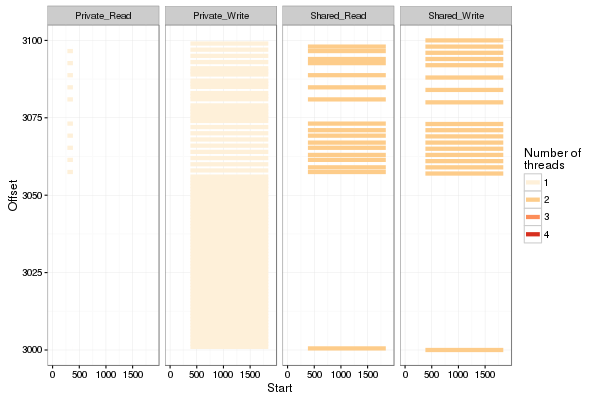 Private_Read Private_Write Shared_Read Shared_Write
3100
3075
3050
3025
3000
Offset
0 500 1000 1500 0 500 1000 1500 0 500 1000 1500 0 500 1000 1500
Start
Number of
threads
1
2
3
4